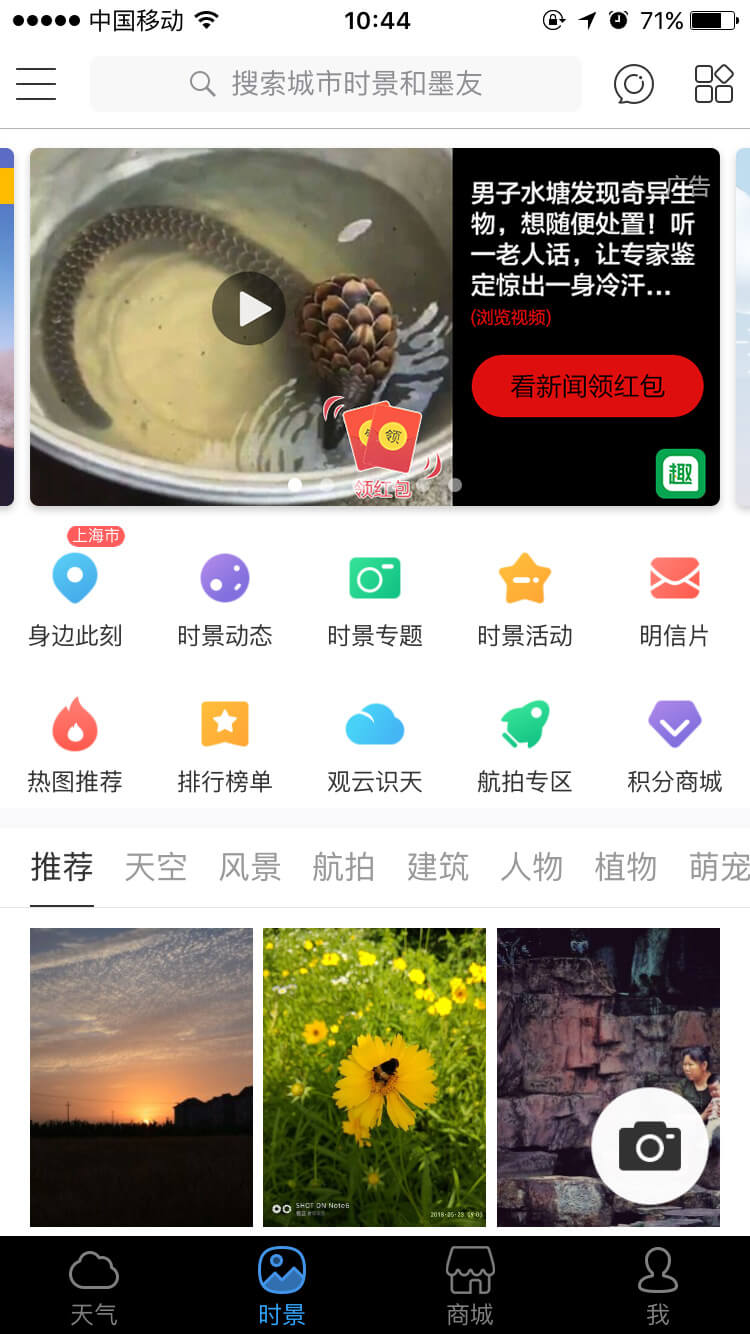 中国移动
10:44
71%
搜索城市时景和墨友
广告
男子水塘发现奇异生
物，想随便处置！听
一老人话，让专家鉴
定惊出一身冷汗...
(浏览视频)
看新闻领红包
领
领红包
趣
上海市
身边此刻
时景动态
时景专题
时景活动
明信片
热图推荐
排行榜单
观云识天
航拍专区
积分商城
推荐
天空
风景
航拍
建筑
人物
植物
萌宠
SHOT ON Note6
2018-05-28 09:00
天气
时景
商城
我